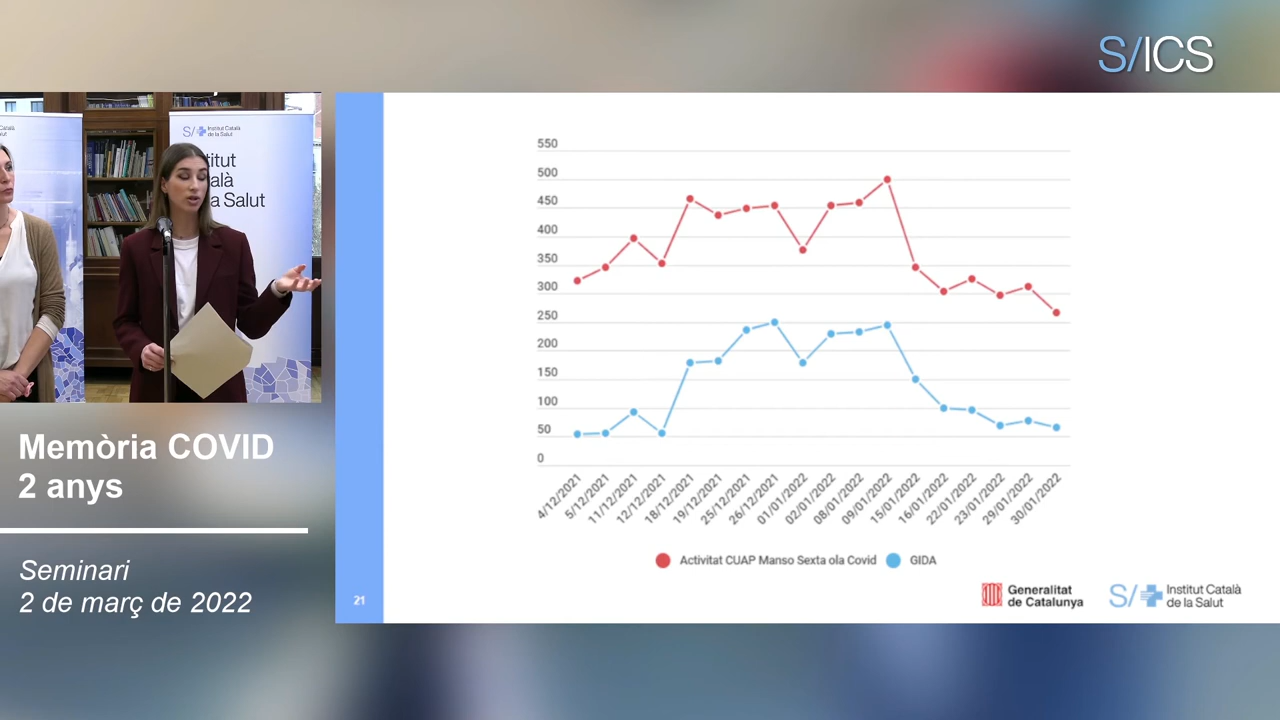 S/ICS
S/ Institut Català
de la Salut
titut
alà
a Salut
Memòria COVID
2 anys
Seminari
2 de març de 2022
550
500
450
400
350
300
250
200
150
100
50
0
4/12/2021
5/12/2021
11/12/2021
12/12/2021
18/12/2021
19/12/2021
25/12/2021
26/12/2021
01/01/2022
02/01/2022
08/01/2022
09/01/2022
15/01/2022
16/01/2022
22/01/2022
23/01/2022
29/01/2022
30/01/2022
Activitat CUAP Manso Sexta ola Covid
GIDA
21
Generalitat
de Catalunya
S/ Institut Català
de la Salut